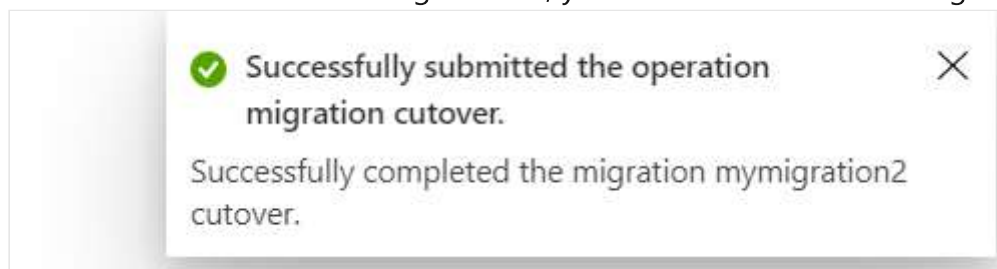 Successfully submitted the operation
migration cutover.
Successfully completed the migration mymigration2
cutover.